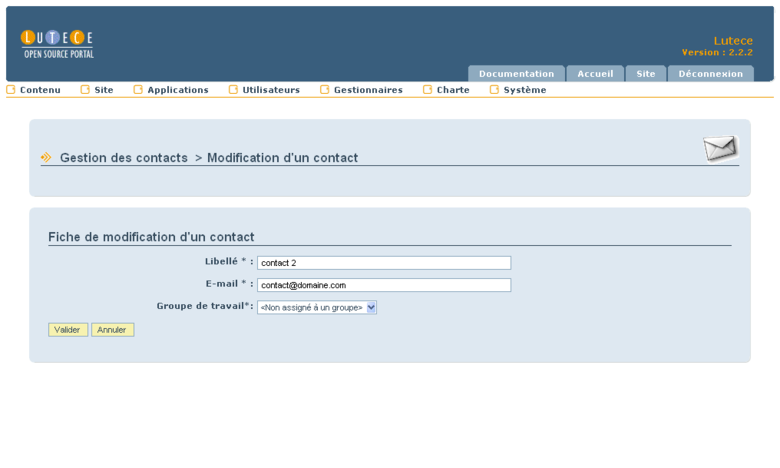 LUTECE
OPEN SOURCE PORTAL
Lutece
Version : 2.2.2
Documentation Accueil Site Déconnexion
Contenu Site Applications Utilisateurs Gestionnaires Charte Système
Gestion des contacts > Modification d'un contact
Fiche de modification d'un contact
Libellé * : contact 2
E-mail * : contact@domaine.com
Groupe de travail*: <Non assigné à un groupe>
Valider Annuler